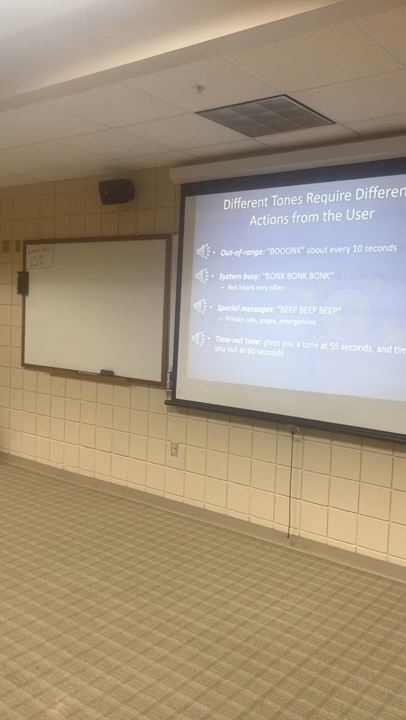 Different Tones Require Differen
Actions from the User
• Out-of-range: "BOOONK" about every 10 seconds
• System busy: "BONK BONK BONK"
– Not heard very often
• Special messages: "BEEP BEEP BEEP"
– Private calls, pages, emergencies
• Time-out tone: gives you a tone at 55 seconds, and tim
you out at 60 seconds